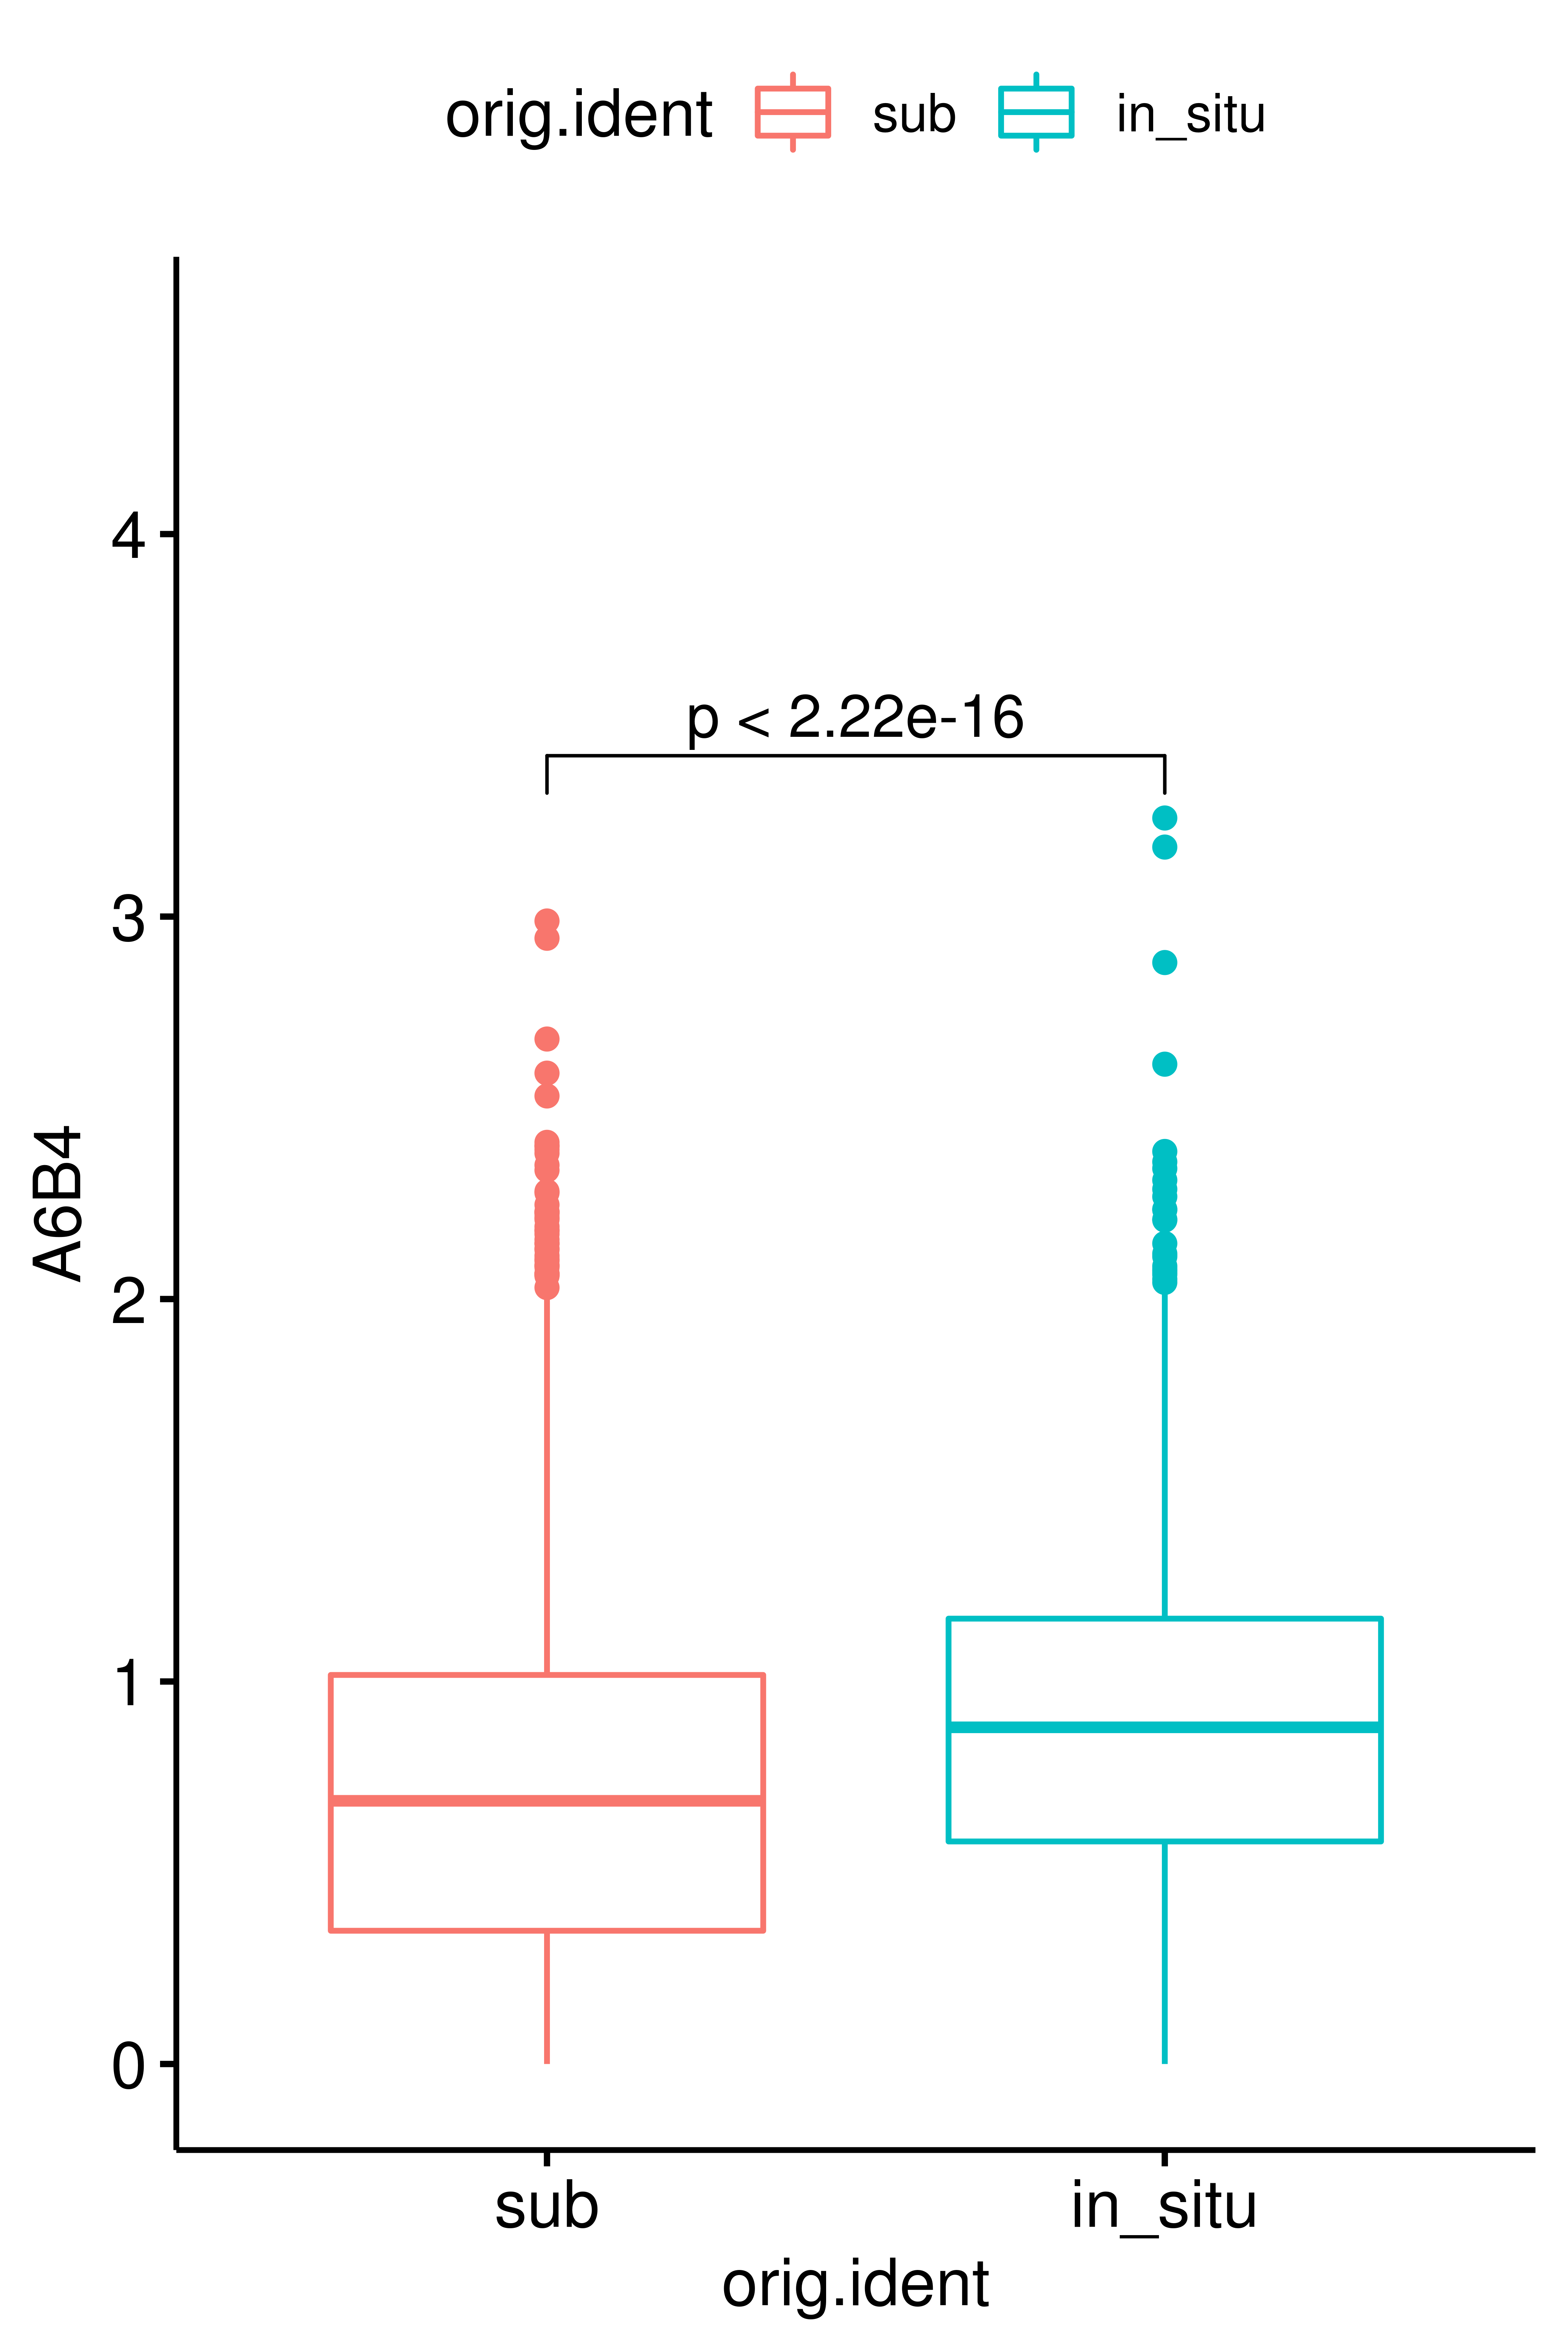 orig.ident sub in_situ
4
p < 2.22e-16
3
A6B4
2
1
0
sub in_situ
orig.ident